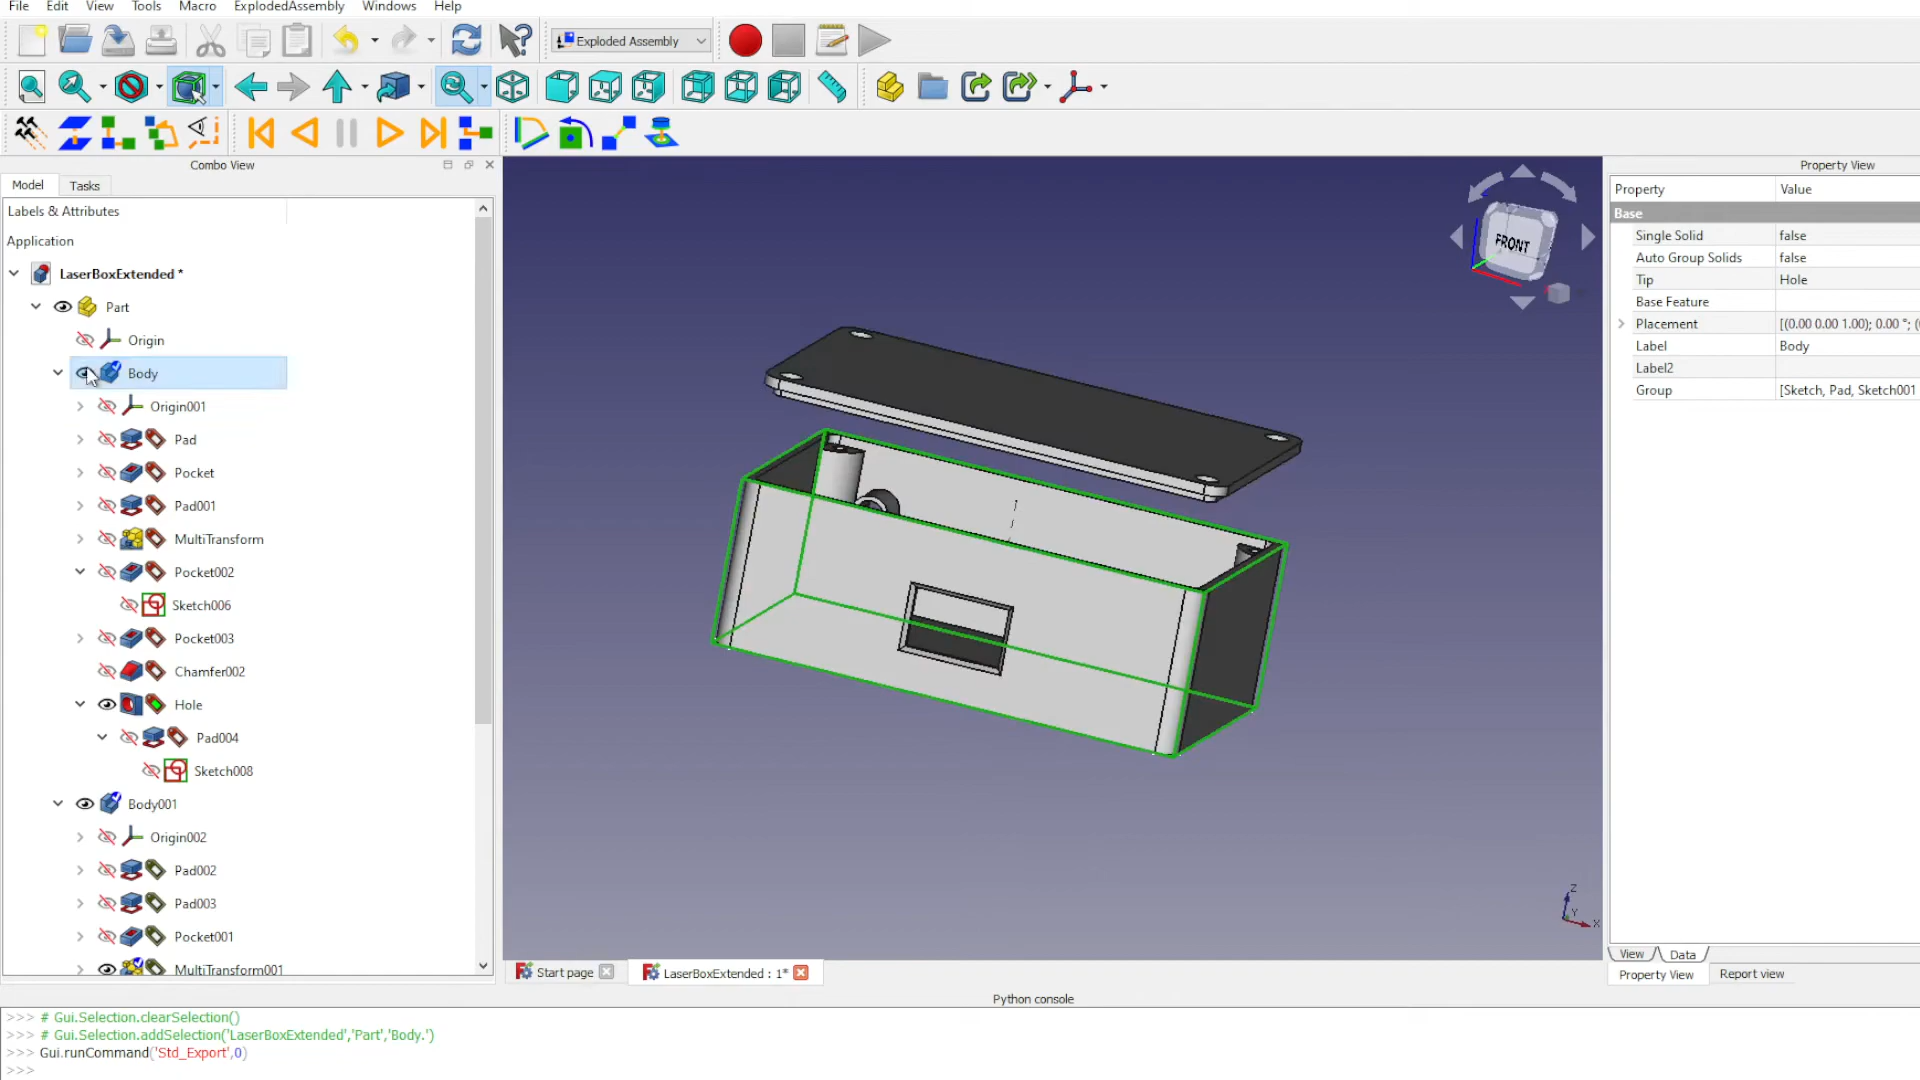 File Edit View Tools Macro ExplodedAssembly Windows Help
Exploded Assembly
Combo View
Model Tasks
Labels & Attributes
Application
LaserBoxExtended *
Part
Origin
Body
Origin001
Pad
Pocket
Pad001
MultiTransform
Pocket002
Sketch006
Pocket003
Chamfer002
Hole
Pad004
Sketch008
Body001
Origin002
Pad002
Pad003
Pocket001
MultiTransform001
FRONT
Z
Y
X
Start page LaserBoxExtended : 1*
Property View
Property Value
Base
Single Solid false
Auto Group Solids false
Tip Hole
Base Feature
Placement [(0.00 0.00 1.00); 0.00 °; (
Label Body
Label2
Group [Sketch, Pad, Sketch001
View Data
Property View Report view
Python console
>>> # Gui.Selection.clearSelection()
>>> # Gui.Selection.addSelection('LaserBoxExtended','Part','Body.')
>>> Gui.runCommand('Std_Export',0)
>>>